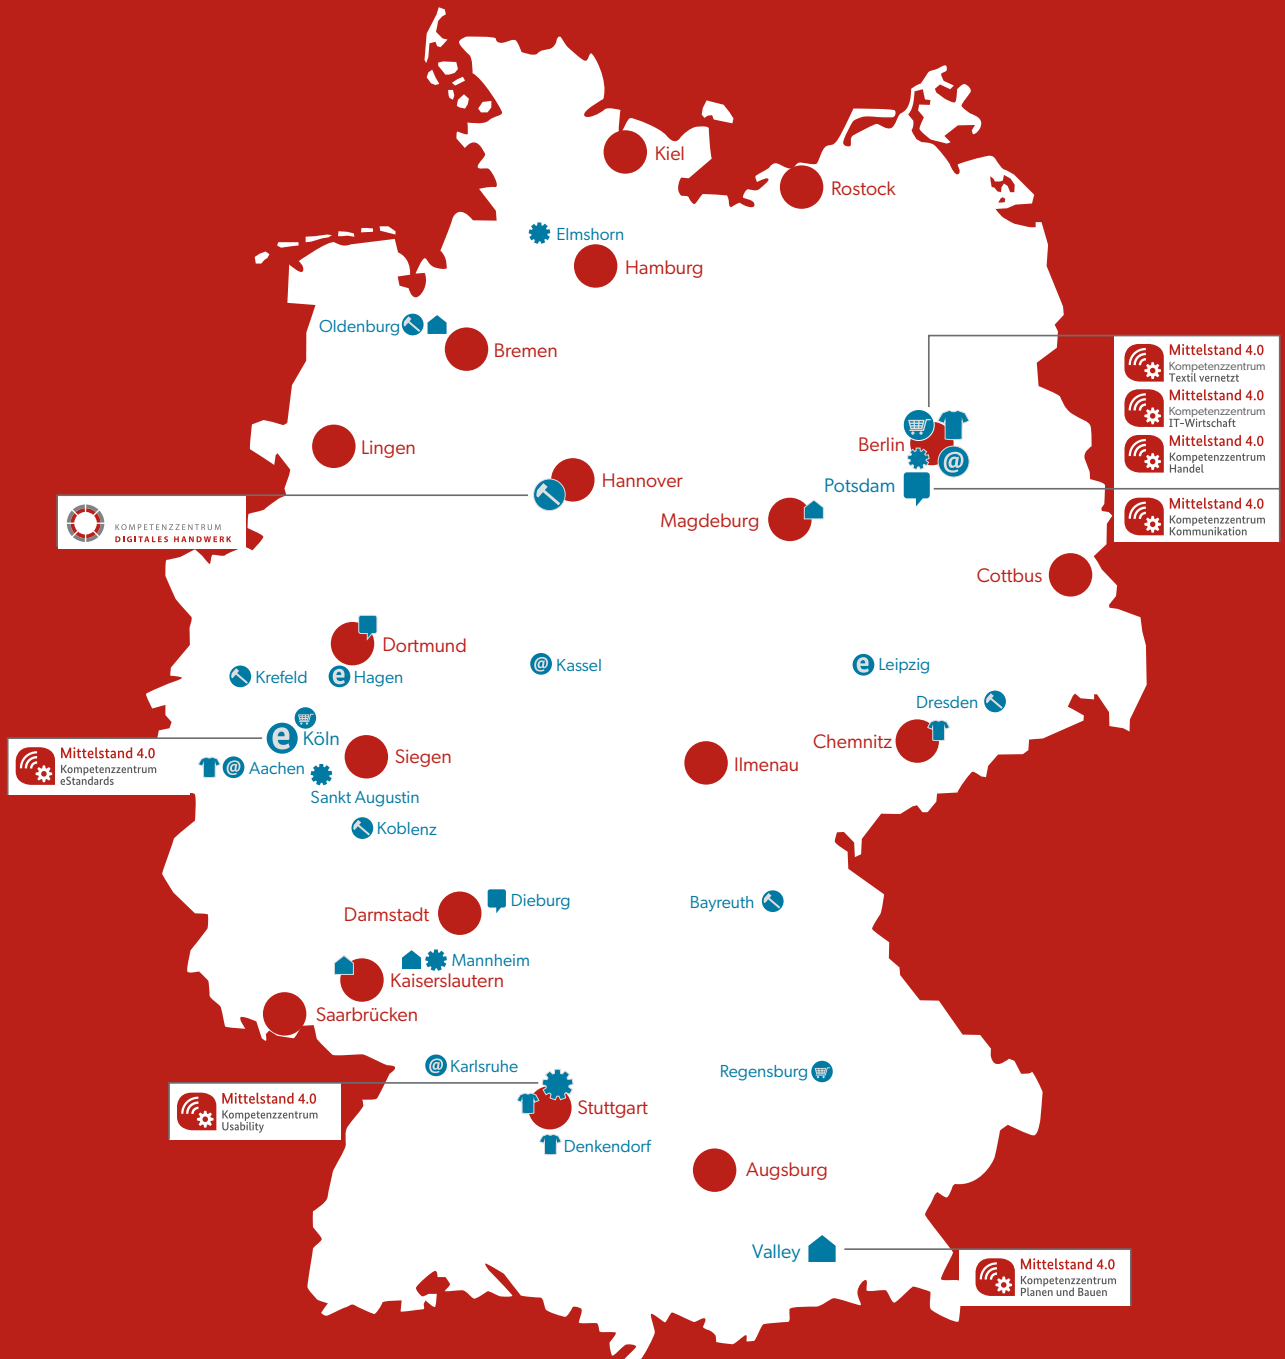 Kiel
Rostock
Elmshorn
Hamburg
Oldenburg
Bremen
Mittelstand 4.0
Kompetenzzentrum
Textil vernetzt
Mittelstand 4.0
Kompetenzzentrum
IT-Wirtschaft
Mittelstand 4.0
Kompetenzzentrum
Handel
Mittelstand 4.0
Kompetenzzentrum
Kommunikation
Berlin
@
Lingen
Hannover
Potsdam
Magdeburg
KOMPETENZZENTRUM
DIGITALES HANDWERK
Cottbus
Dortmund
Krefeld
e Hagen
@ Kassel
e Leipzig
Dresden
e Köln
Mittelstand 4.0
Kompetenzzentrum
eStandards
Siegen
Chemnitz
Ilmenau
@ Aachen
Sankt Augustin
Koblenz
Dieburg
Bayreuth
Darmstadt
Mannheim
Kaiserslautern
Saarbrücken
@ Karlsruhe
Regensburg
Mittelstand 4.0
Kompetenzzentrum
Usability
Stuttgart
Denkendorf
Augsburg
Valley
Mittelstand 4.0
Kompetenzzentrum
Planen und Bauen